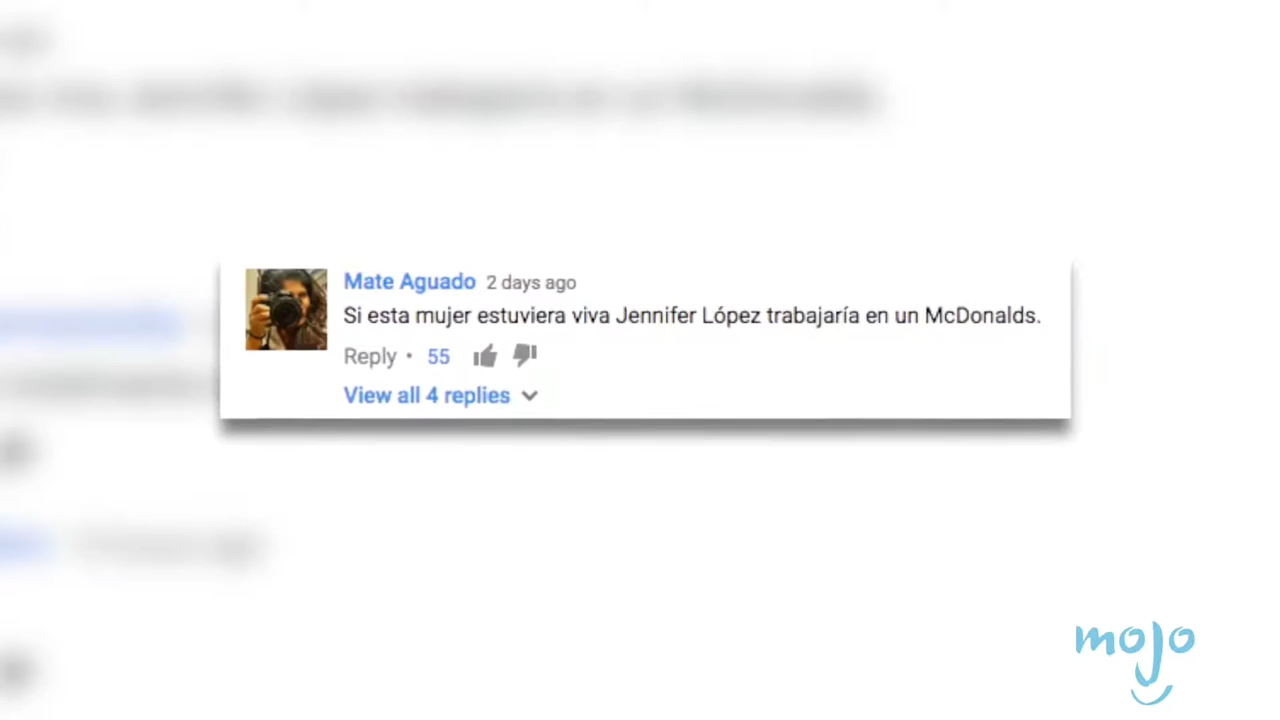 Mate Aguado 2 days ago
Si esta mujer estuviera viva Jennifer López trabajaría en un McDonalds.
Reply • 55
View all 4 replies
mojo